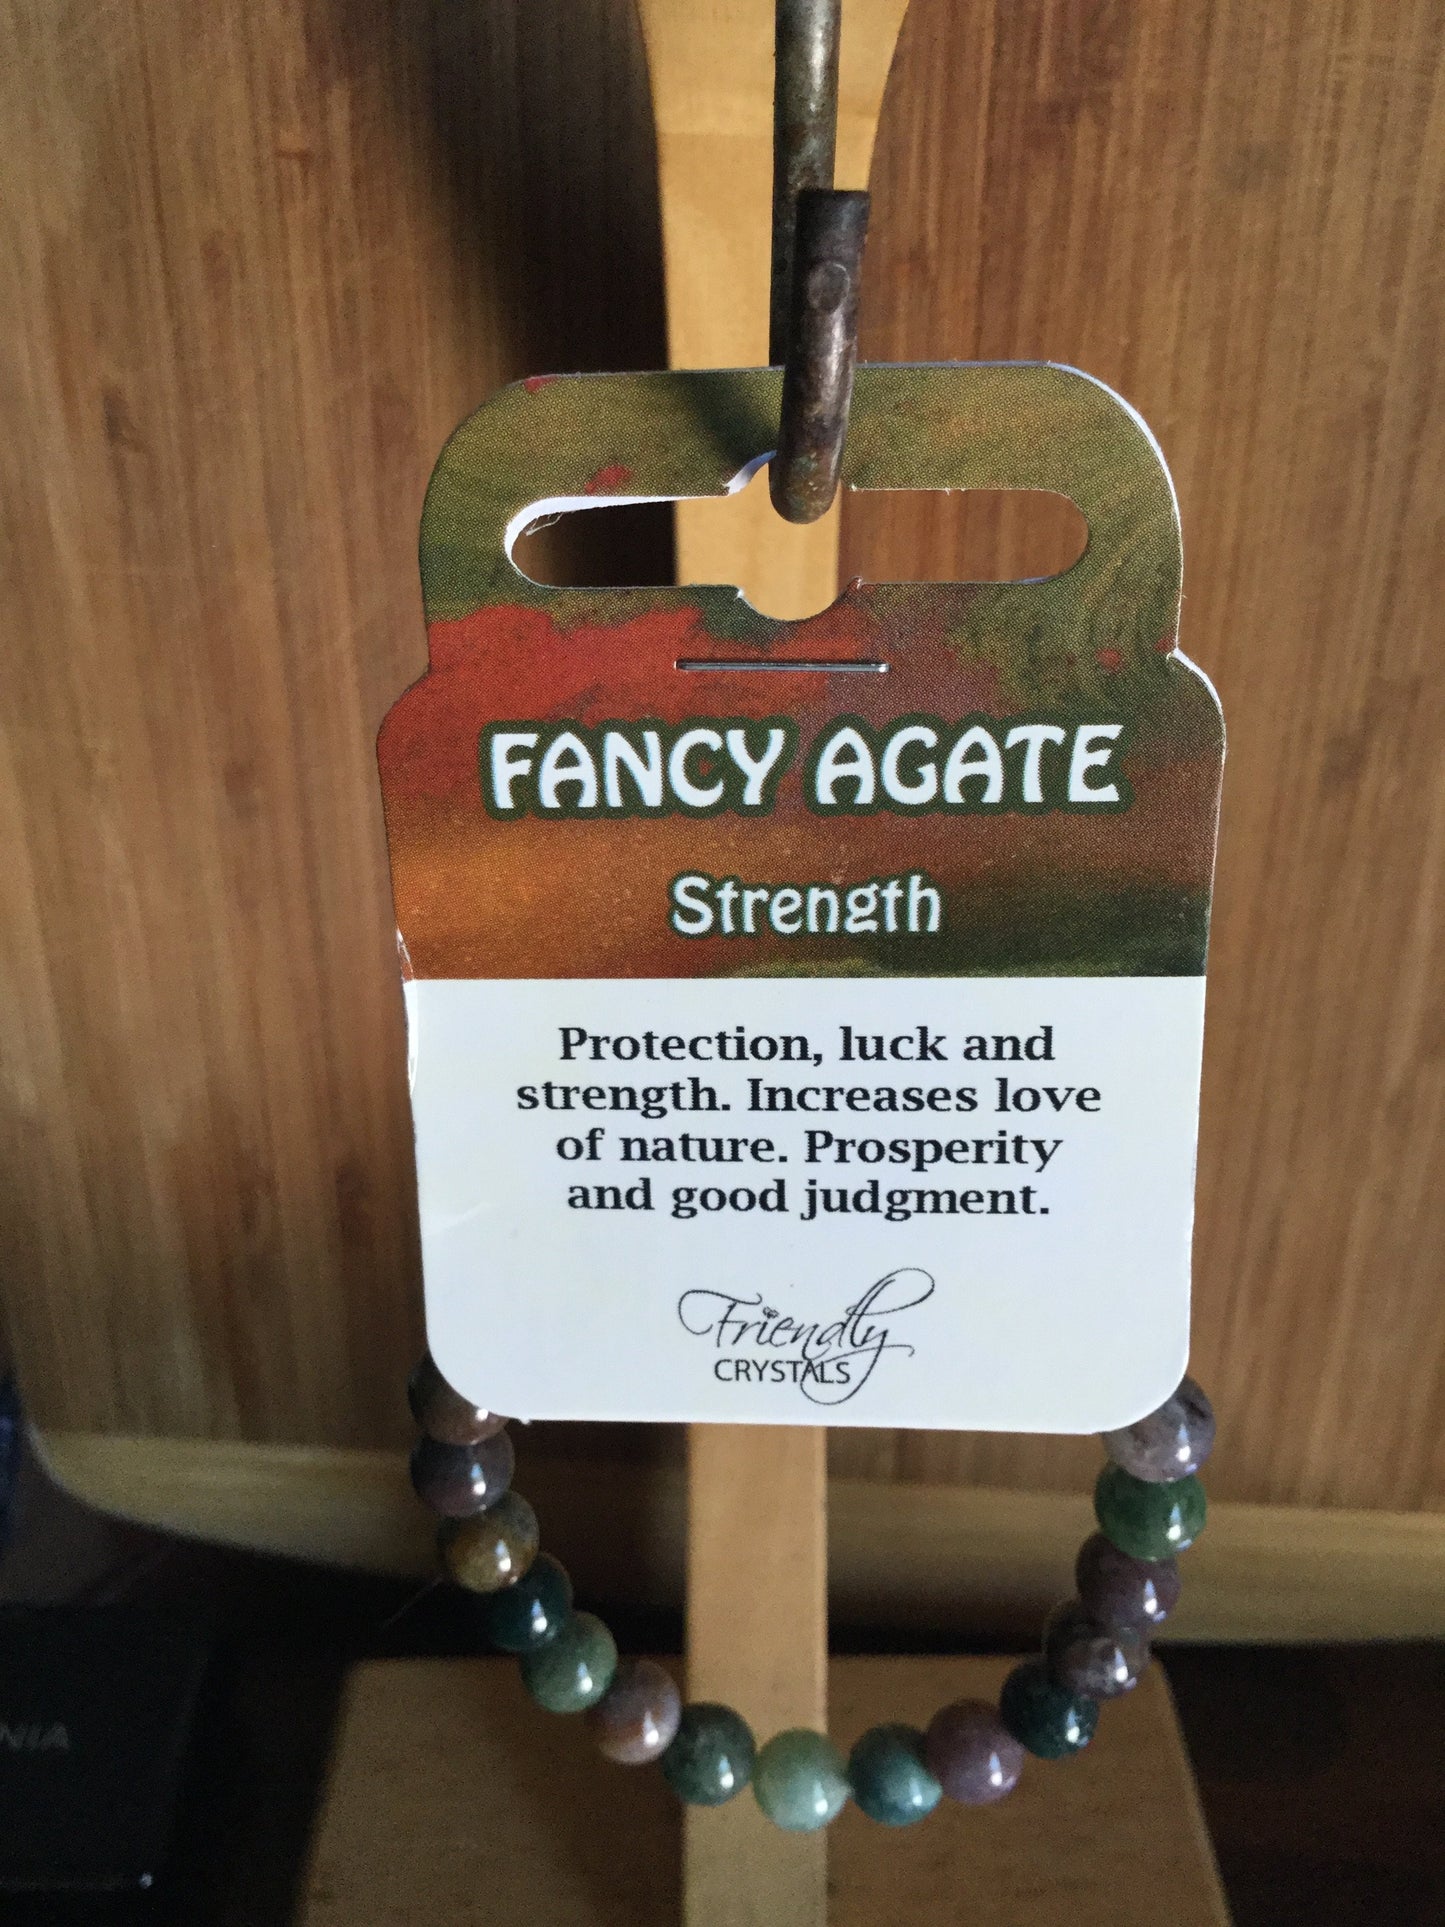 FANCY AGATE
Strength
Protection, luck and
strength. Increases love
of nature. Prosperity
and good judgment.
Friendly
CRYSTALS